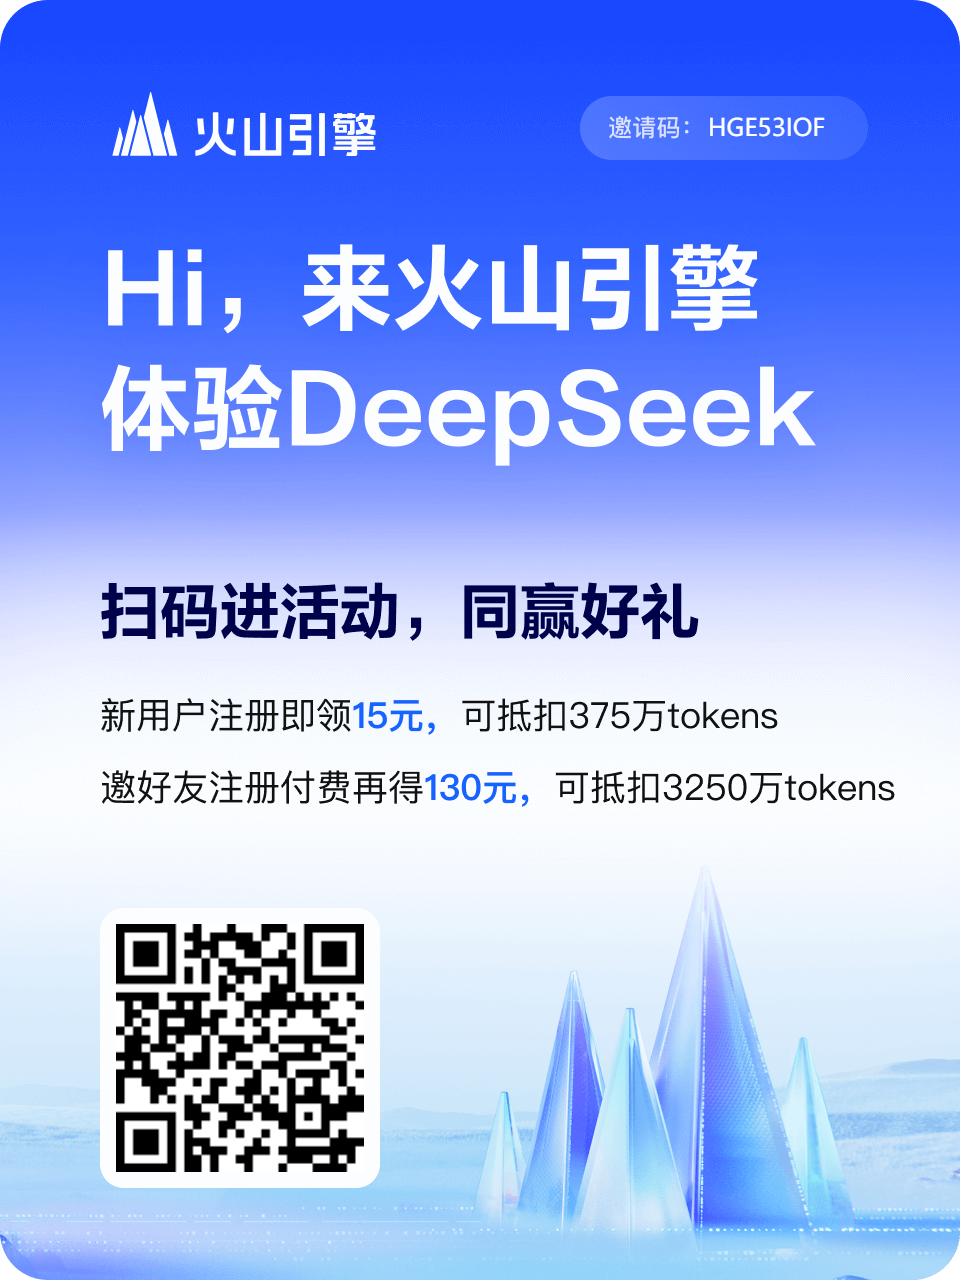 火山引擎
邀请码：HGE53IOF
Hi，来火山引擎
体验DeepSeek
扫码进活动，同赢好礼
新用户注册即领15元，可抵扣375万tokens
邀好友注册付费再得130元，可抵扣3250万tokens